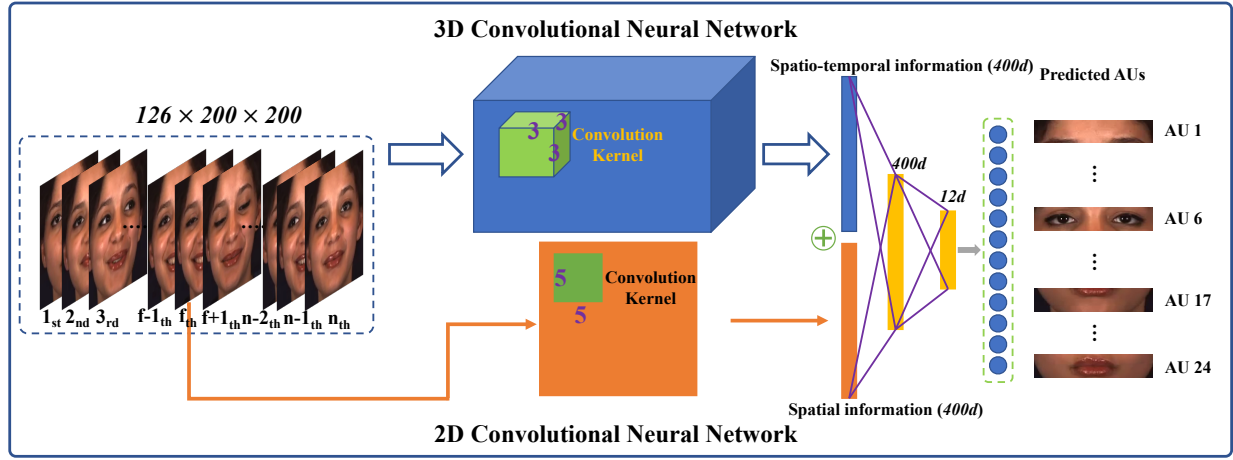 3D Convolutional Neural Network
126 × 200 × 200
1st 2nd 3rd f-1th fth f+1th n-2th n-1th nth
3 3 3
Convolution
Kernel
5
5
Convolution
Kernel
Spatio-temporal information (400d)
400d
12d
Spatial information (400d)
Predicted AUs
AU 1
AU 6
AU 17
AU 24
2D Convolutional Neural Network